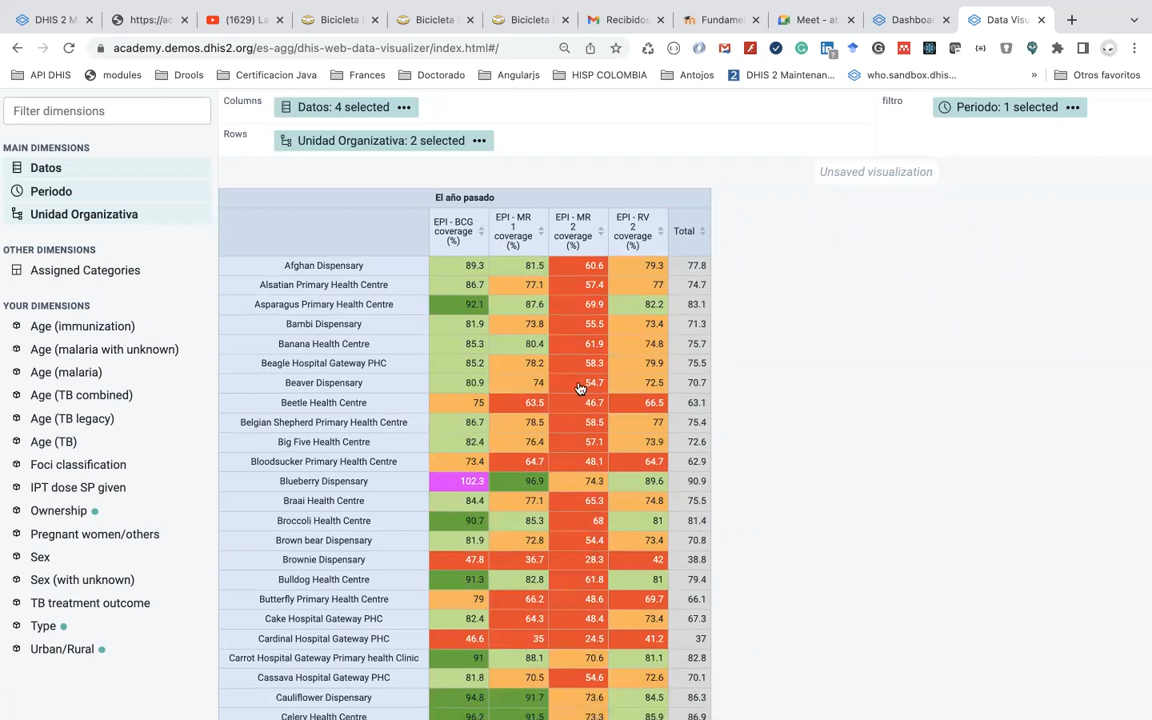 DHIS 2 M
https://ac
(1629) La
Bicicleta
Bicicleta
Bicicleta
Recibidos
Fundame
Meet - at
Dashboa
Data Visu
academy.demos.dhis2.org/es-agg/dhis-web-data-visualizer/index.html#/
API DHIS
modules
Drools
Certificacion Java
Frances
Doctorado
Angularjs
HISP COLOMBIA
Antojos
DHIS 2 Maintenan...
who.sandbox.dhis...
»
Otros favoritos
Filter dimensions
MAIN DIMENSIONS
Datos
Periodo
Unidad Organizativa
OTHER DIMENSIONS
Assigned Categories
YOUR DIMENSIONS
Age (immunization)
Age (malaria with unknown)
Age (malaria)
Age (TB combined)
Age (TB legacy)
Age (TB)
Foci classification
IPT dose SP given
Ownership
Pregnant women/others
Sex
Sex (with unknown)
TB treatment outcome
Type
Urban/Rural
Columns
Datos: 4 selected
filtro
Periodo: 1 selected
Rows
Unidad Organizativa: 2 selected
Unsaved visualization
El año pasado
EPI - BCG
coverage
(%)
EPI - MR
1
coverage
(%)
EPI - MR
2
coverage
(%)
EPI - RV
2
coverage
(%)
Total
Afghan Dispensary 89.3 81.5 60.6 79.3 77.8
Alsatian Primary Health Centre 86.7 77.1 57.4 77 74.7
Asparagus Primary Health Centre 92.1 87.6 69.9 82.2 83.1
Bambi Dispensary 81.9 73.8 55.5 73.4 71.3
Banana Health Centre 85.3 80.4 61.9 74.8 75.7
Beagle Hospital Gateway PHC 85.2 78.2 58.3 79.9 75.5
Beaver Dispensary 80.9 74 54.7 72.5 70.7
Beetle Health Centre 75 63.5 46.7 66.5 63.1
Belgian Shepherd Primary Health Centre 86.7 78.5 58.5 77 75.4
Big Five Health Centre 82.4 76.4 57.1 73.9 72.6
Bloodsucker Primary Health Centre 73.4 64.7 48.1 64.7 62.9
Blueberry Dispensary 102.3 96.9 74.3 89.6 90.9
Braai Health Centre 84.4 77.1 65.3 74.8 75.5
Broccoli Health Centre 90.7 85.3 68 81 81.4
Brown bear Dispensary 81.9 72.8 54.4 73.4 70.8
Brownie Dispensary 47.8 36.7 28.3 42 38.8
Bulldog Health Centre 91.3 82.8 61.8 81 79.4
Butterfly Primary Health Centre 79 66.2 48.6 69.7 66.1
Cake Hospital Gateway PHC 82.4 64.3 48.4 73.4 67.3
Cardinal Hospital Gateway PHC 46.6 35 24.5 41.2 37
Carrot Hospital Gateway Primary health Clinic 91 88.1 70.6 81.1 82.8
Cassava Hospital Gateway PHC 81.8 70.5 54.6 72.6 70.1
Cauliflower Dispensary 94.8 91.7 73.6 84.5 86.3
Celery Health Centre 96.2 91.5 73.3 85.9 86.9